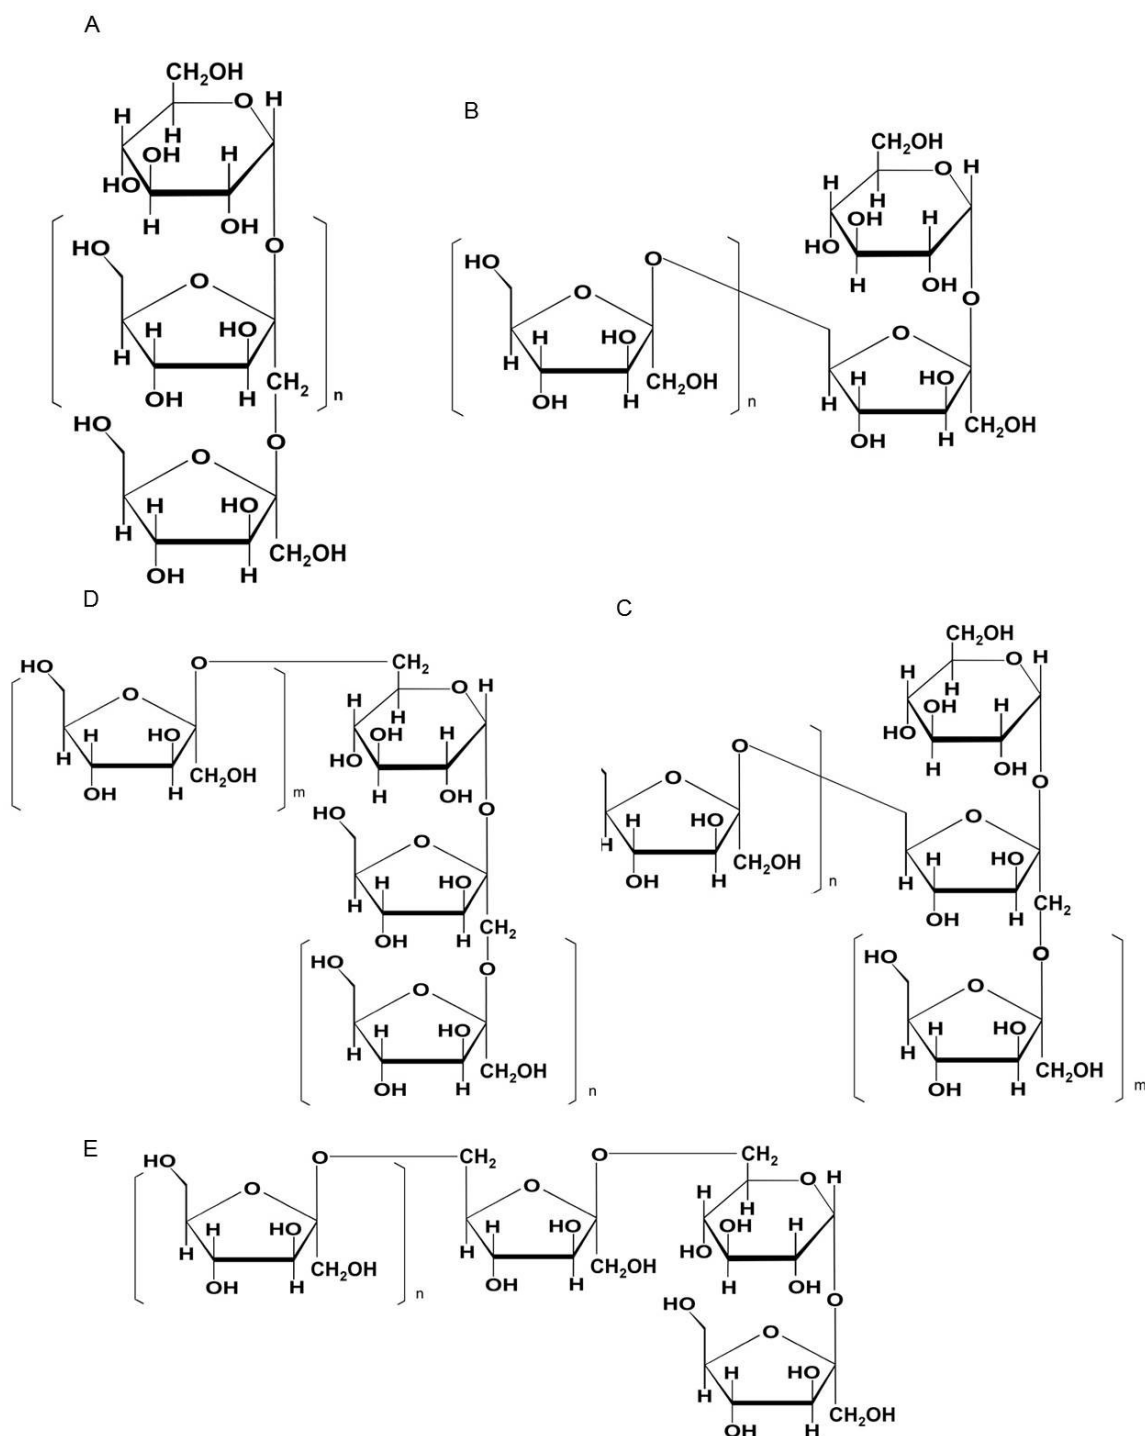 A
CH₂OH
H O H
H
OH H
HO
H OH
HO O
O
H HO
H
OH H CH₂ n
HO O
O
H HO
H
CH₂OH
OH H
B
CH₂OH
H O H
H
OH H
HO
H OH
HO O
O O
H HO O
H
CH₂OH
OH H n
H HO
H
CH₂OH
OH H
D
HO O CH₂
O O H
H
H
H HO OH H
H HO
CH₂OH
OH H H OH
m
HO O
O
H HO
H
CH₂
OH H
HO O
O
H HO
H
CH₂OH
OH H
n
C
CH₂OH
O H
H
H
OH H
HO
H OH
O
O O
H HO O
H
CH₂OH
OH H n
H HO
H
CH₂
OH H
HO O
O
H HO
H
CH₂OH
OH H
m
E
HO O CH₂ O CH₂
O O O H
H H
H HO H HO OH H
H H HO
CH₂OH CH₂OH
OH H OH H H OH
n
HO O
O
H HO
H
CH₂OH
OH H